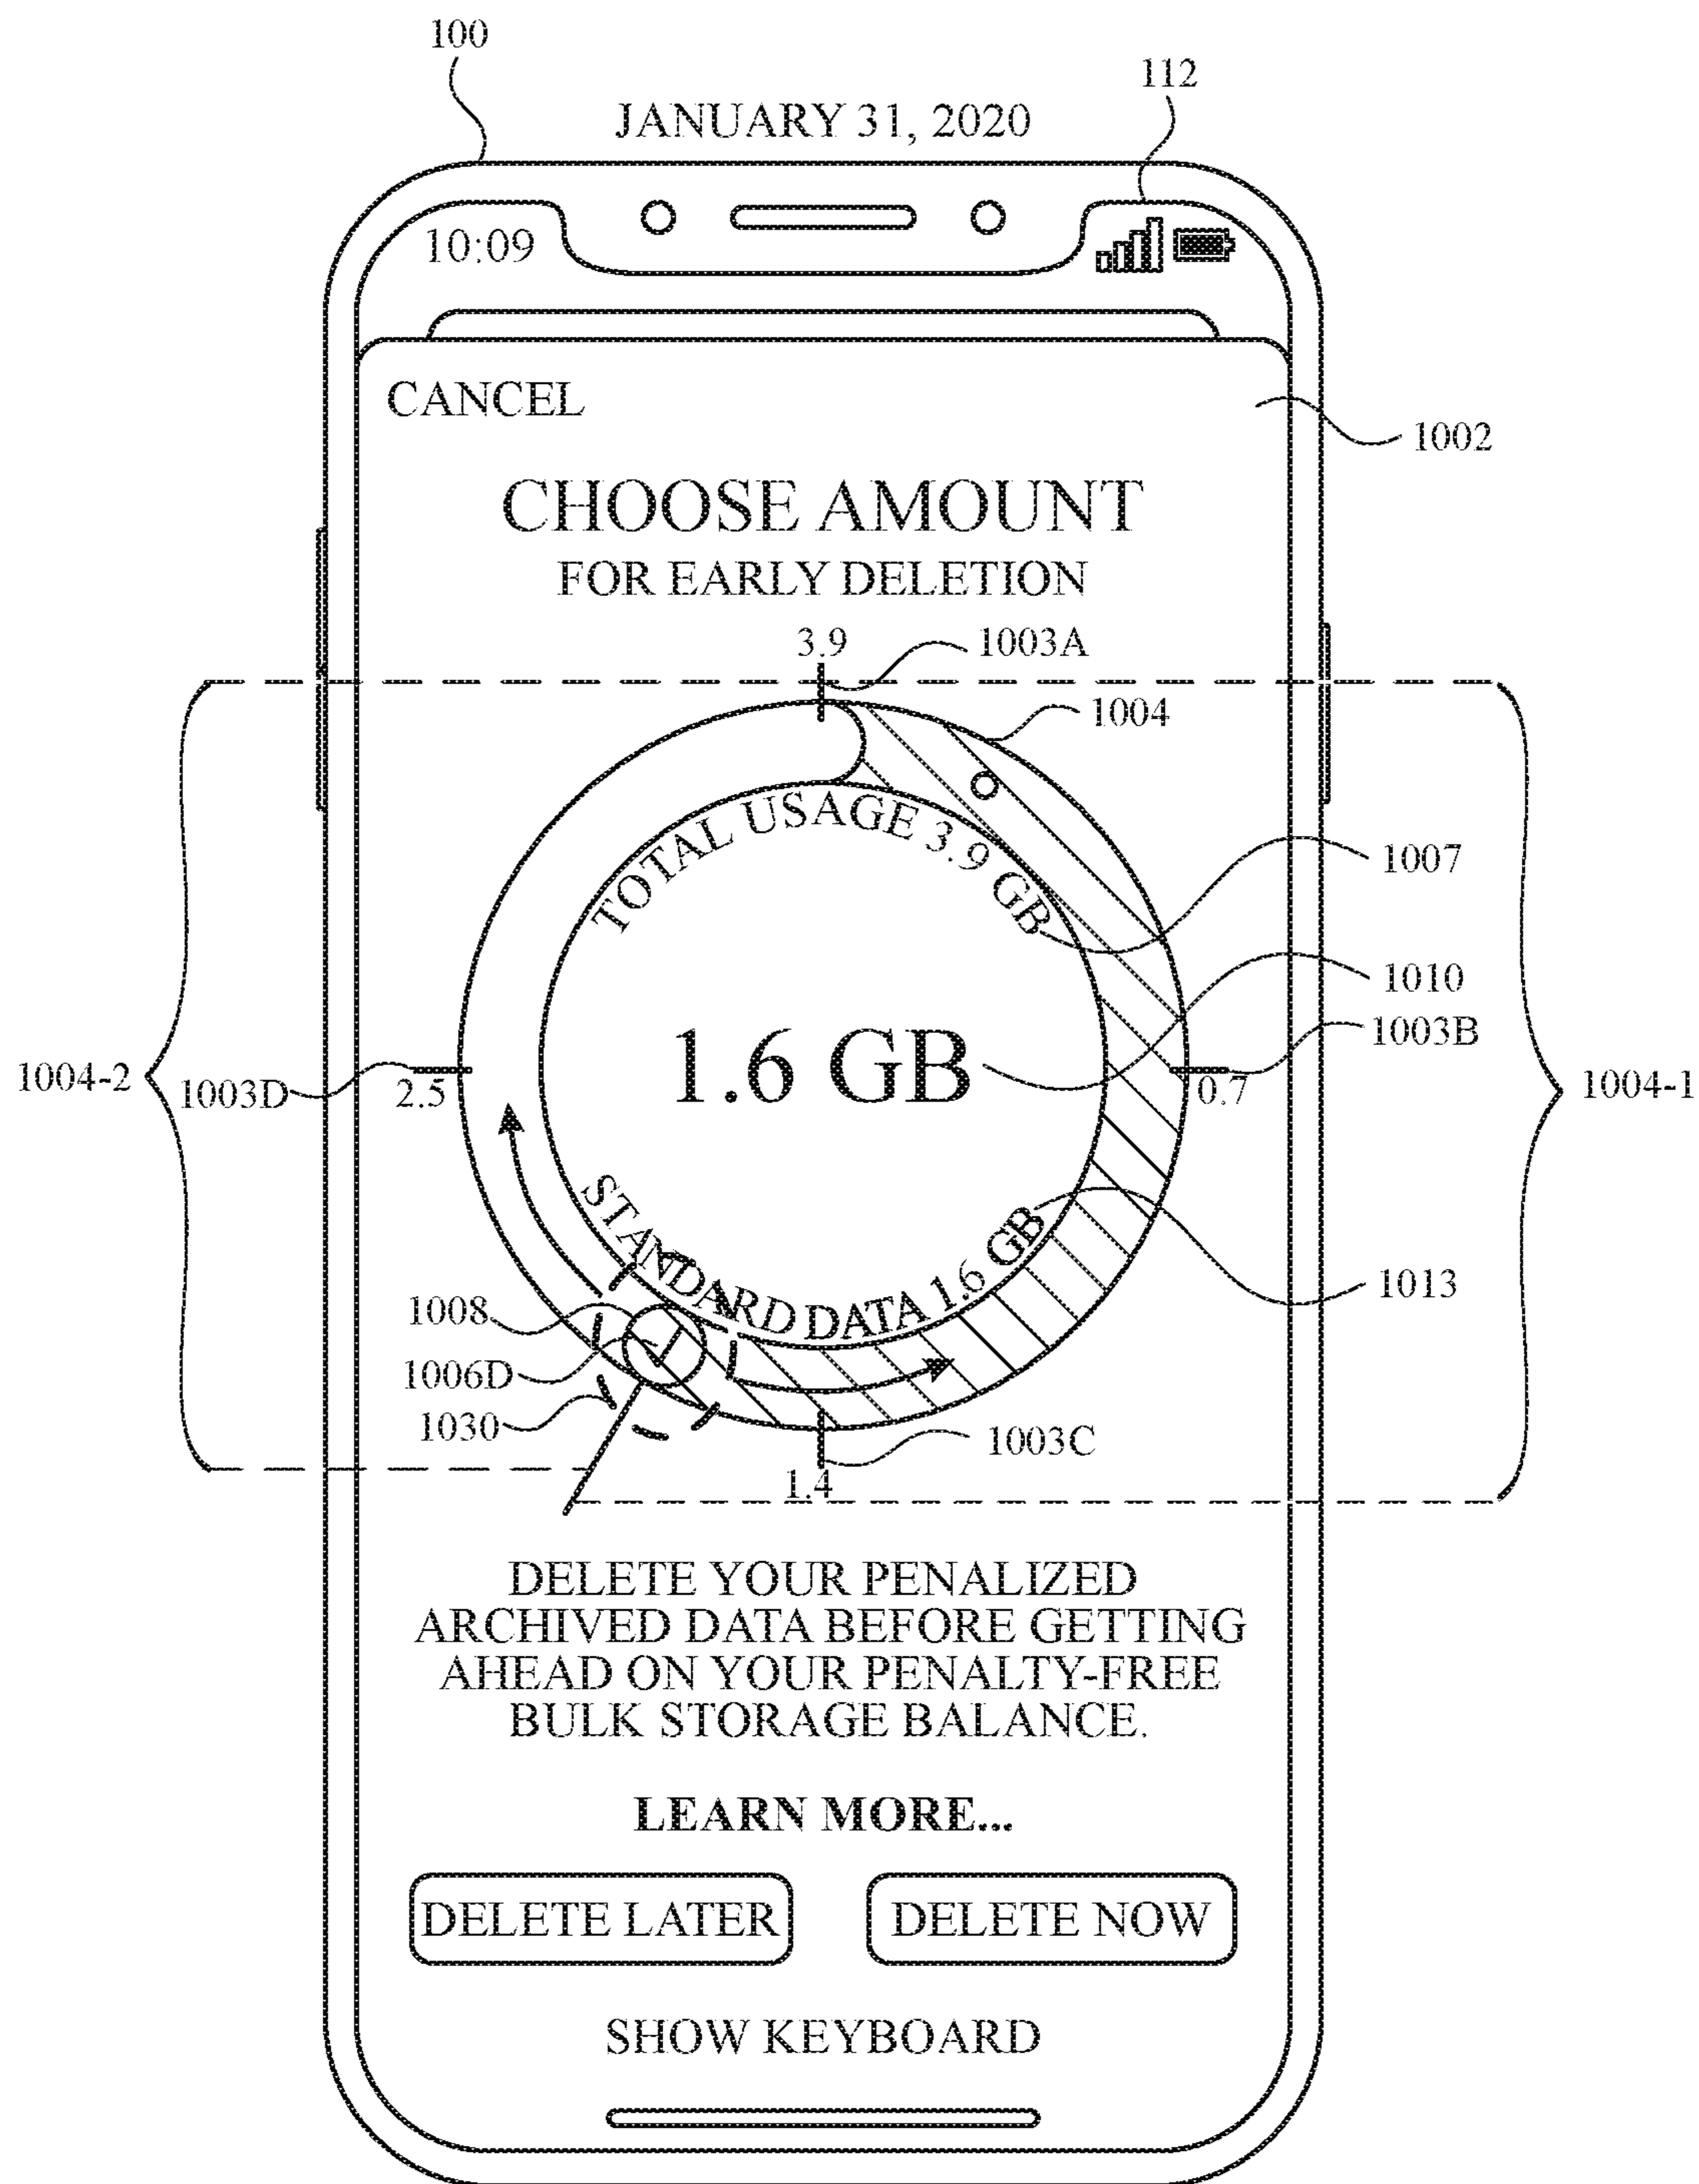 100
112
JANUARY 31, 2020
10:09
CANCEL
1002
CHOOSE AMOUNT
FOR EARLY DELETION
3.9
1003A
1004
TOTAL USAGE 3.9 GB
1007
1010
1.6 GB
1003B
1004-2
1003D
2.5
0.7
1004-1
STANDARD DATA 1.6 GB
1013
1008
1006D
1030
1003C
1.4
DELETE YOUR PENALIZED
ARCHIVED DATA BEFORE GETTING
AHEAD ON YOUR PENALTY-FREE
BULK STORAGE BALANCE.
LEARN MORE...
DELETE LATER
DELETE NOW
SHOW KEYBOARD